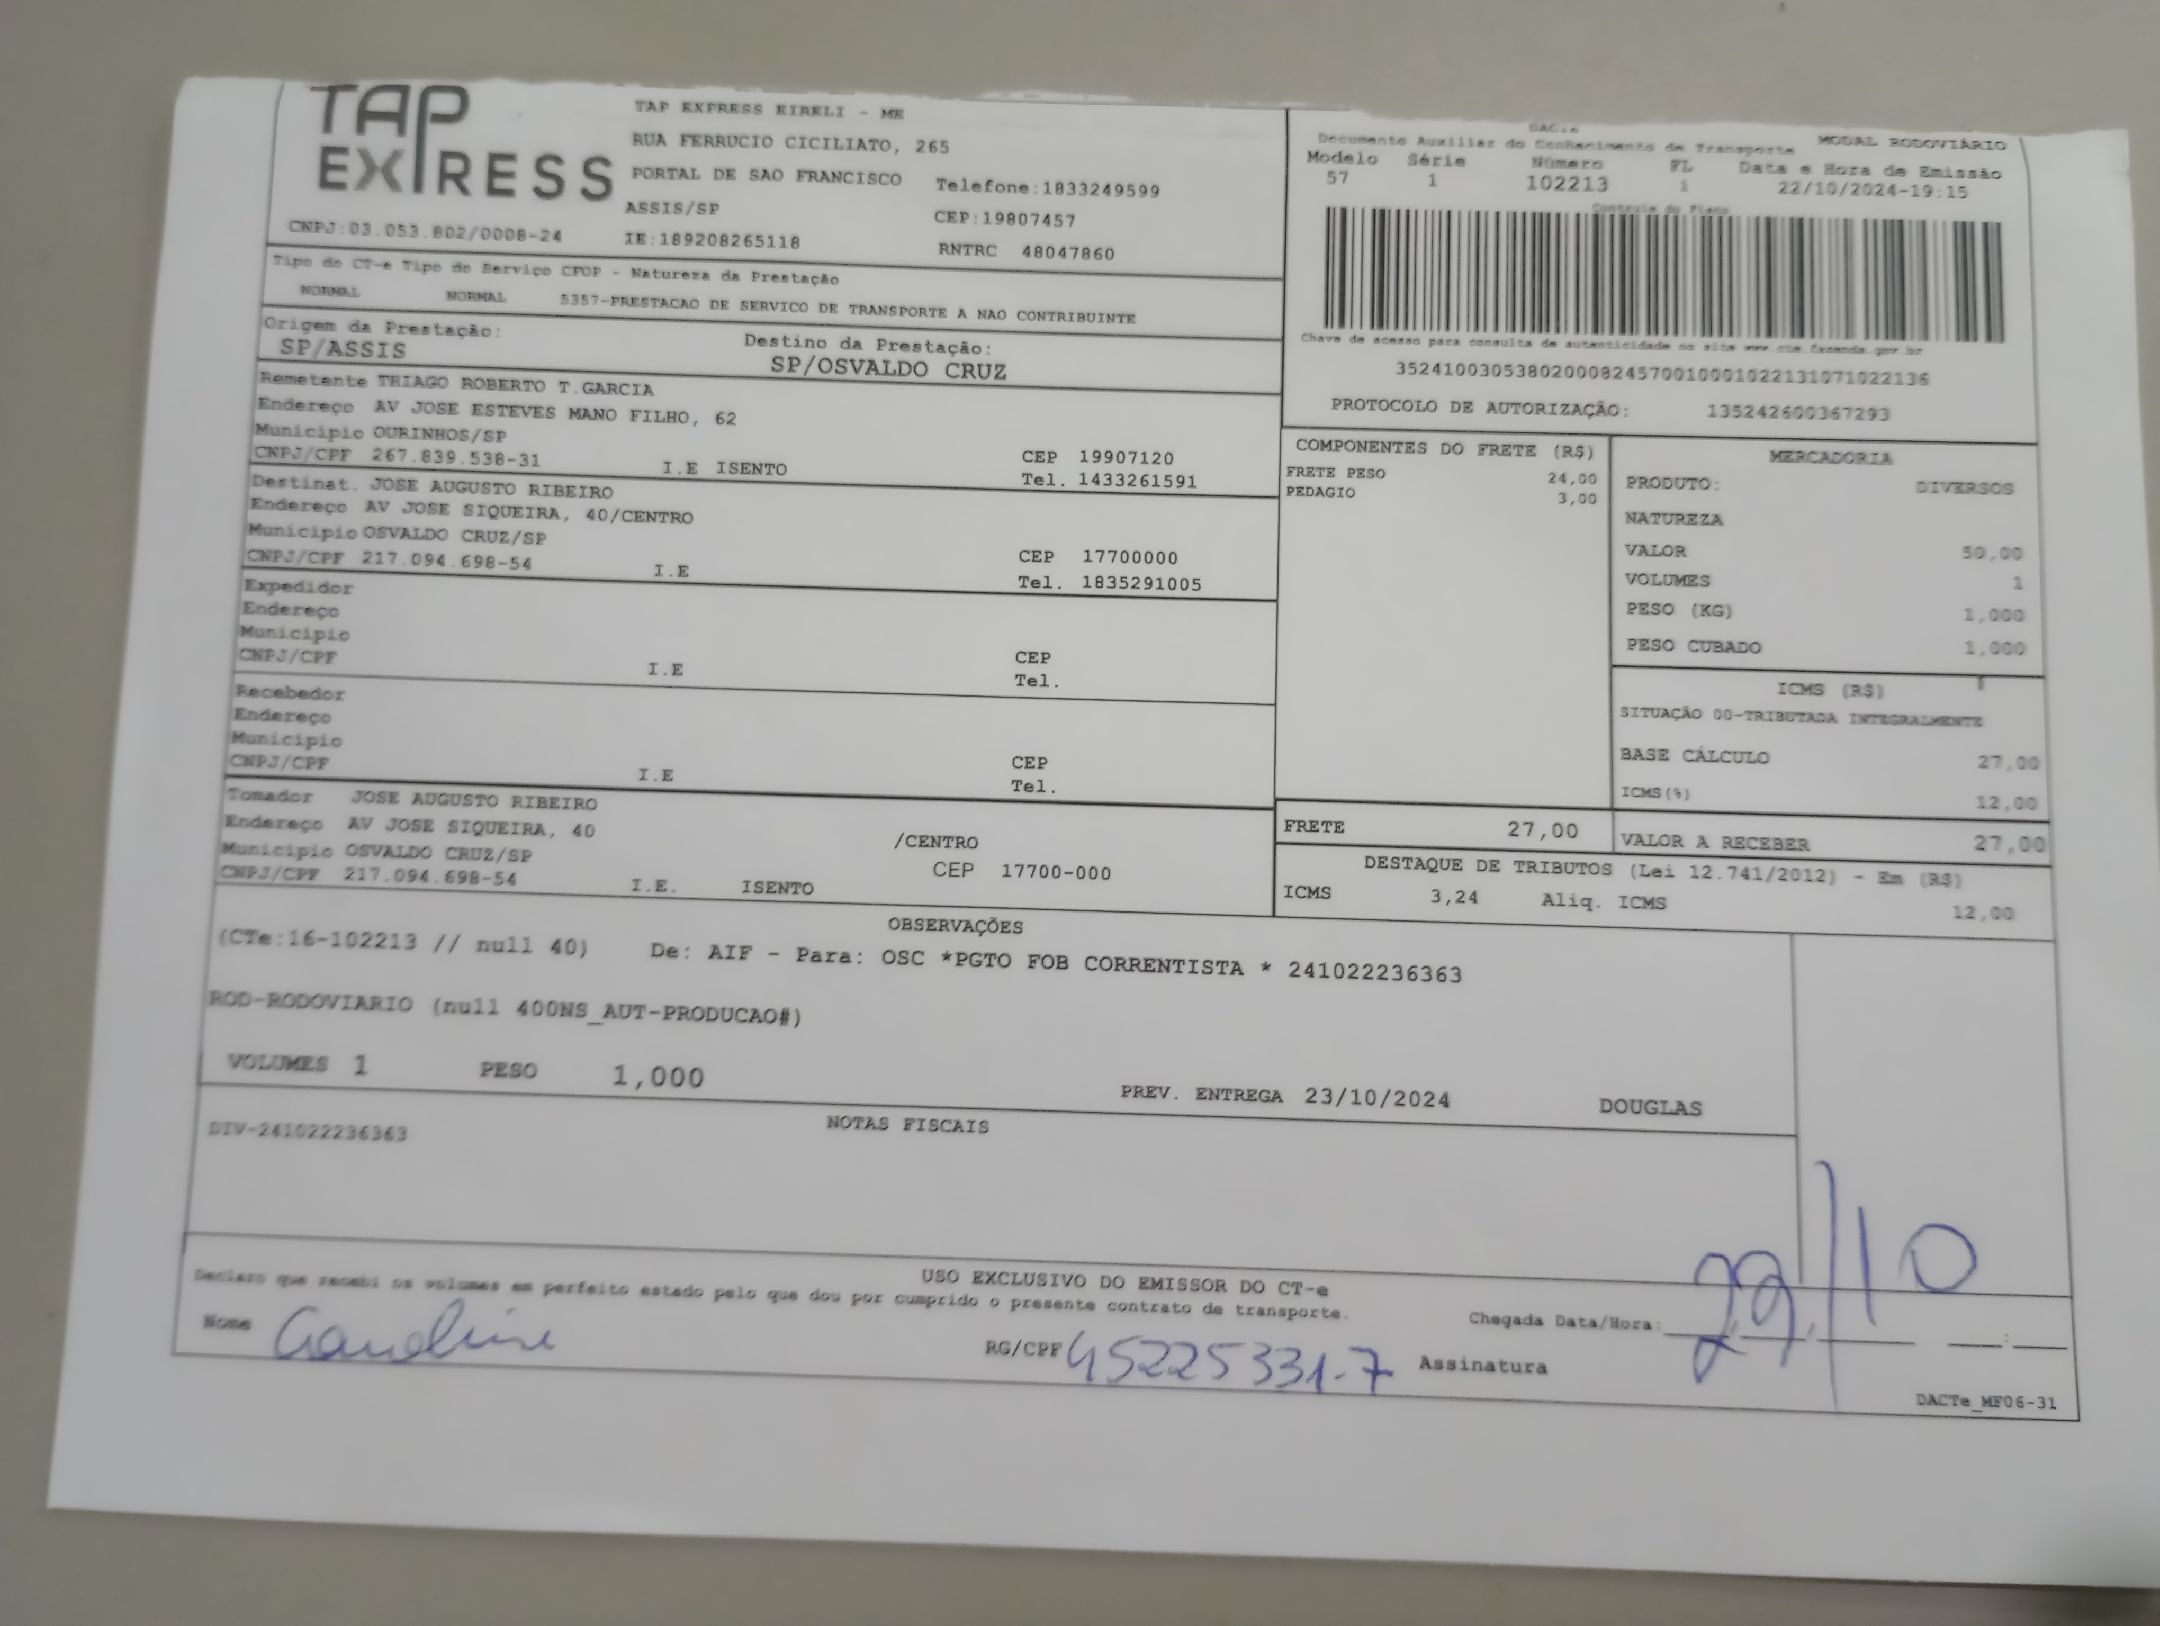 TAP EXPRESS
TAP EXPRESS EIRELI - ME
RUA FERRUCIO CICILIATO, 265
PORTAL DE SAO FRANCISCO Telefone:1833249599
ASSIS/SP CEP:19807457
CNPJ:03.053.802/0008-24 IE:189208265118 RNTRC 48047860
MODAL RODOVIÁRIO
Documento Auxiliar do Conhecimento de Transporte
Modelo Série Número FL Data e Hora de Emissão
57 1 102213 1 22/10/2024-19:15
Controle do Fisco
Chave de acesso para consulta de autenticidade no site www.cte.fazenda.gov.br
35241003053802000824570010001022131071022136
PROTOCOLO DE AUTORIZAÇÃO: 135242600367293
Tipo do CT-e Tipo do Serviço CFOP - Natureza da Prestação
NORMAL NORMAL 5357-PRESTACAO DE SERVICO DE TRANSPORTE A NAO CONTRIBUINTE
Origem da Prestação: Destino da Prestação:
SP/ASSIS SP/OSVALDO CRUZ
Remetente THIAGO ROBERTO T.GARCIA
Endereço AV JOSE ESTEVES MANO FILHO, 62
Municipio OURINHOS/SP CEP 19907120
CNPJ/CPF 267.839.538-31 I.E ISENTO Tel. 1433261591
Destinat. JOSE AUGUSTO RIBEIRO
Endereço AV JOSE SIQUEIRA, 40/CENTRO
Municipio OSVALDO CRUZ/SP CEP 17700000
CNPJ/CPF 217.094.698-54 I.E Tel. 1835291005
Expedidor
Endereço
Municipio
CNPJ/CPF I.E CEP
Tel.
Recebedor
Endereço
Municipio
CNPJ/CPF I.E CEP
Tel.
Tomador JOSE AUGUSTO RIBEIRO
Endereço AV JOSE SIQUEIRA, 40 /CENTRO
Municipio OSVALDO CRUZ/SP CEP 17700-000
CNPJ/CPF 217.094.698-54 I.E. ISENTO
COMPONENTES DO FRETE (R$)
FRETE PESO 24,00
PEDAGIO 3,00
MERCADORIA
PRODUTO: DIVERSOS
NATUREZA
VALOR 50,00
VOLUMES 1
PESO (KG) 1,000
PESO CUBADO 1,000
ICMS (R$)
SITUAÇÃO 00-TRIBUTADA INTEGRALMENTE
BASE CÁLCULO 27,00
ICMS(%) 12,00
FRETE 27,00 VALOR A RECEBER 27,00
DESTAQUE DE TRIBUTOS (Lei 12.741/2012) - Em (R$)
ICMS 3,24 Aliq. ICMS 12,00
OBSERVAÇÕES
(CTe:16-102213 // null 40) De: AIF - Para: OSC *PGTO FOB CORRENTISTA * 241022236363
ROD-RODOVIARIO (null 400NS_AUT-PRODUCAO#)
VOLUMES 1 PESO 1,000 PREV. ENTREGA 23/10/2024 DOUGLAS
NOTAS FISCAIS
DIV-241022236363
USO EXCLUSIVO DO EMISSOR DO CT-e
Declaro que recebi os volumes em perfeito estado pelo que dou por cumprido o presente contrato de transporte.
Nome Caroline RG/CPF 45225331-7 Assinatura
Chegada Data/Hora: /10
DACTe_MF06-31